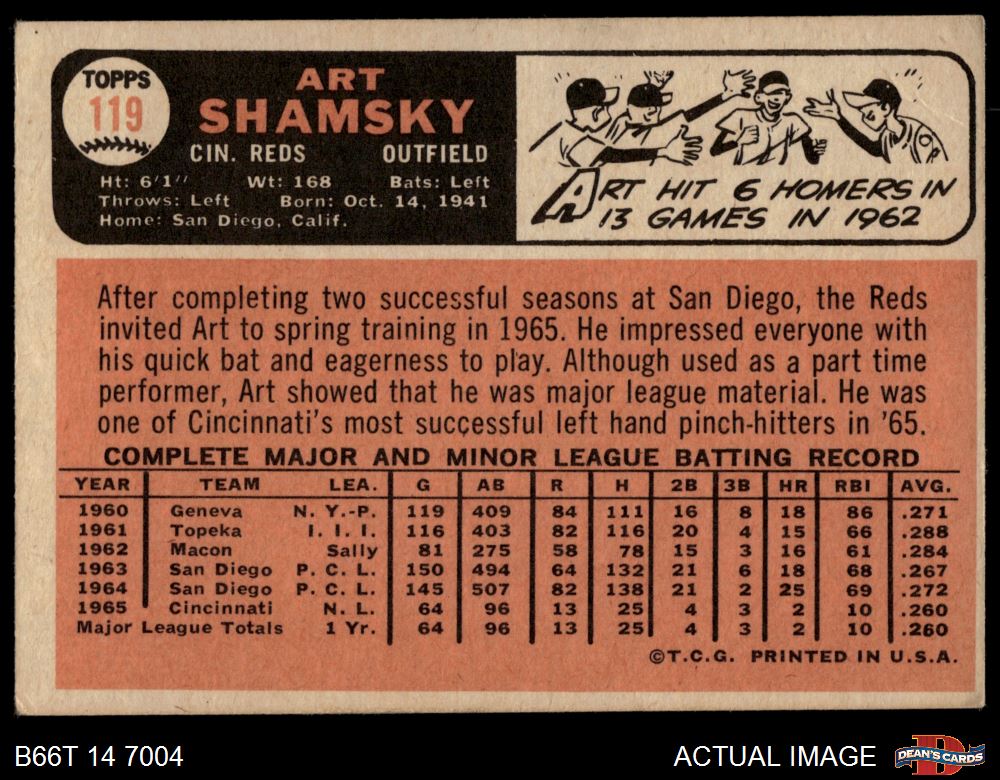 TOPPS
119
ART
SHAMSKY
CIN. REDS OUTFIELD
Ht: 6'1" Wt: 168 Bats: Left
Throws: Left Born: Oct. 14, 1941
Home: San Diego, Calif.
ART HIT 6 HOMERS IN
13 GAMES IN 1962
After completing two successful seasons at San Diego, the Reds
invited Art to spring training in 1965. He impressed everyone with
his quick bat and eagerness to play. Although used as a part time
performer, Art showed that he was major league material. He was
one of Cincinnati's most successful left hand pinch-hitters in '65.
COMPLETE MAJOR AND MINOR LEAGUE BATTING RECORD
YEAR TEAM LEA. G AB R H 2B 3B HR RBI AVG.
1960 Geneva N. Y.-P. 119 409 84 111 16 8 18 86 .271
1961 Topeka I. I. I. 116 403 82 116 20 4 15 66 .288
1962 Macon Sally 81 275 58 78 15 3 16 61 .284
1963 San Diego P. C. L. 150 494 64 132 21 6 18 68 .267
1964 San Diego P. C. L. 145 507 82 138 21 2 25 69 .272
1965 Cincinnati N. L. 64 96 13 25 4 3 2 10 .260
Major League Totals 1 Yr. 64 96 13 25 4 3 2 10 .260
©T.C.G. PRINTED IN U.S.A.
B66T 14 7004 ACTUAL IMAGE DEAN'S CARDS